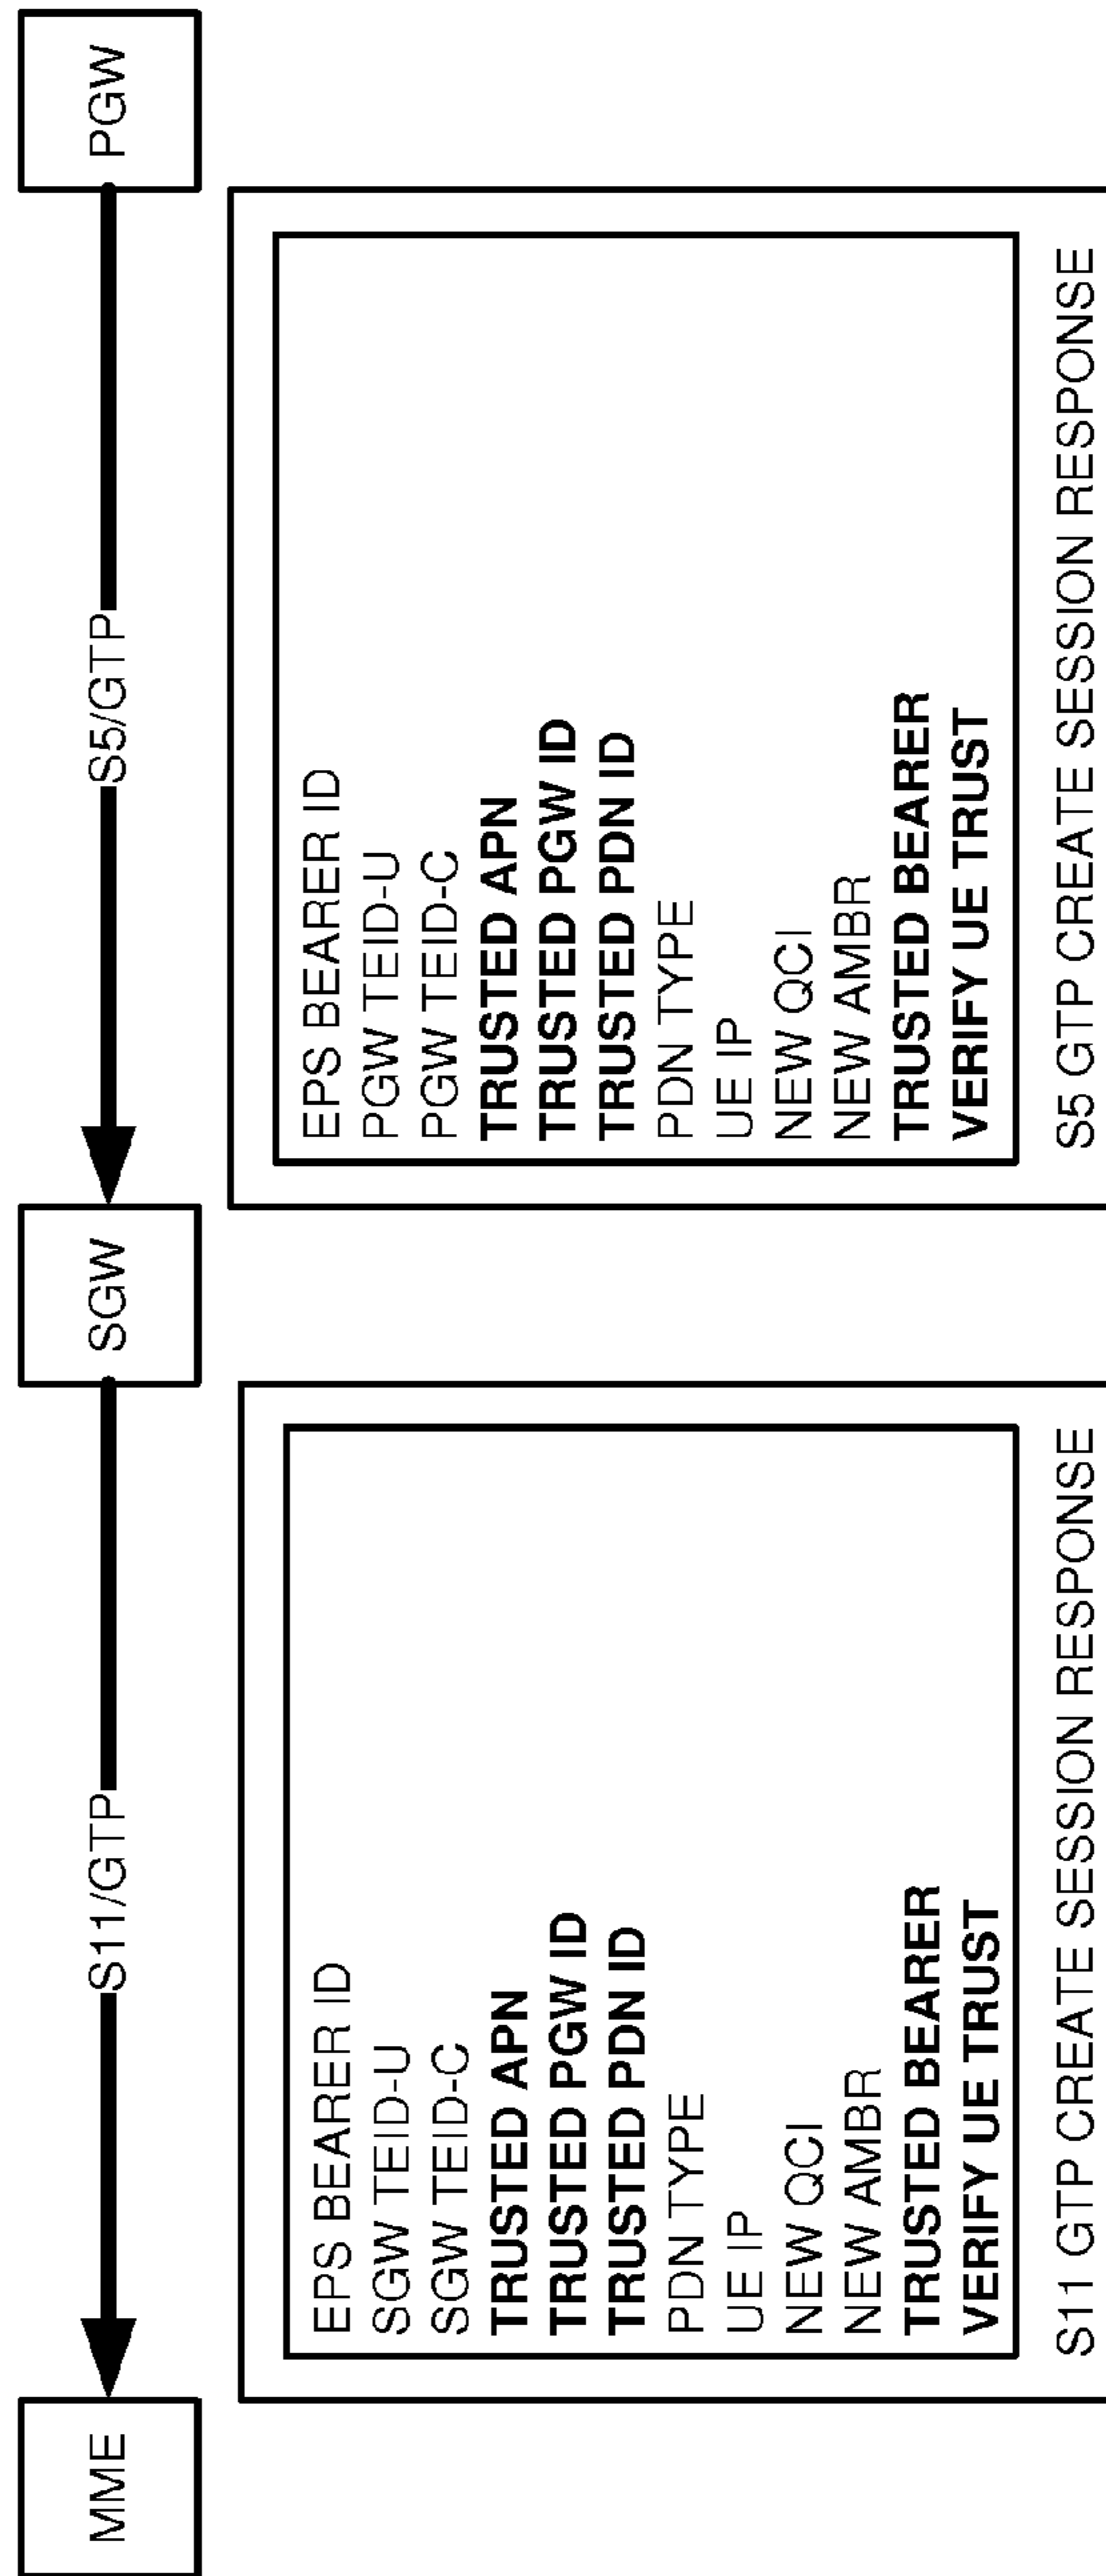 MME
S11/GTP
SGW
S5/GTP
PGW
EPS BEARER ID
SGW TEID-U
SGW TEID-C
TRUSTED APN
TRUSTED PGW ID
TRUSTED PDN ID
PDN TYPE
UE IP
NEW QCI
NEW AMBR
TRUSTED BEARER
VERIFY UE TRUST
S11 GTP CREATE SESSION RESPONSE
EPS BEARER ID
PGW TEID-U
PGW TEID-C
TRUSTED APN
TRUSTED PGW ID
TRUSTED PDN ID
PDN TYPE
UE IP
NEW QCI
NEW AMBR
TRUSTED BEARER
VERIFY UE TRUST
S5 GTP CREATE SESSION RESPONSE